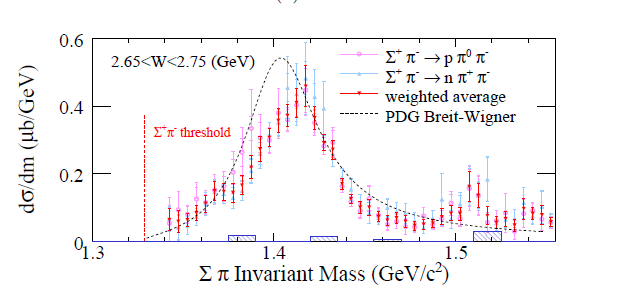 0.6
2.65<W<2.75 (GeV)
Σ⁺ π⁻ → p π⁰ π⁻
Σ⁺ π⁻ → n π⁺ π⁻
weighted average
PDG Breit-Wigner
0.4
Σ⁺π⁻ threshold
0.2
0
1.3 1.4 1.5
dσ/dm (μb/GeV)
Σ π Invariant Mass (GeV/c²)